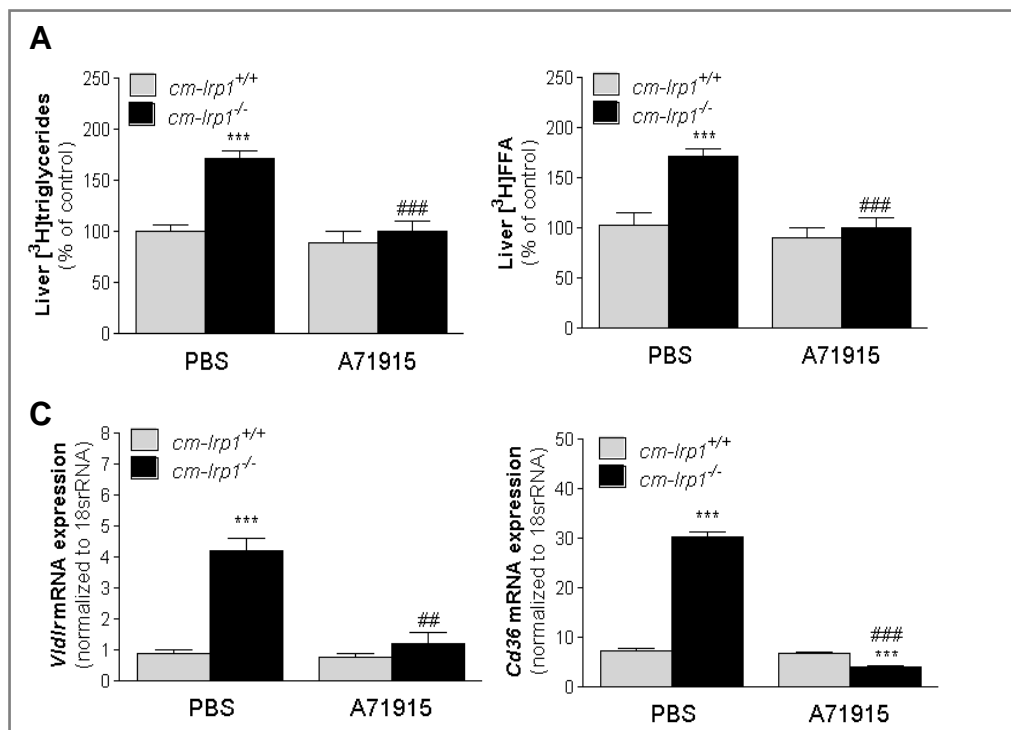 A
Liver [³H]triglycerides
(% of control)
250
200
150
100
50
0
cm-lrp1+/+
cm-lrp1-/-
***
###
PBS
A71915
Liver [³H]FFA
(% of control)
250
200
150
100
50
0
cm-lrp1+/+
cm-lrp1-/-
***
###
PBS
A71915
C
Vldlr mRNA expression
(normalized to 18srRNA)
8
7
6
5
4
3
2
1
0
cm-lrp1+/+
cm-lrp1-/-
***
##
PBS
A71915
Cd36 mRNA expression
(normalized to 18srRNA)
50
40
30
20
10
0
cm-lrp1+/+
cm-lrp1-/-
***
###
***
PBS
A71915